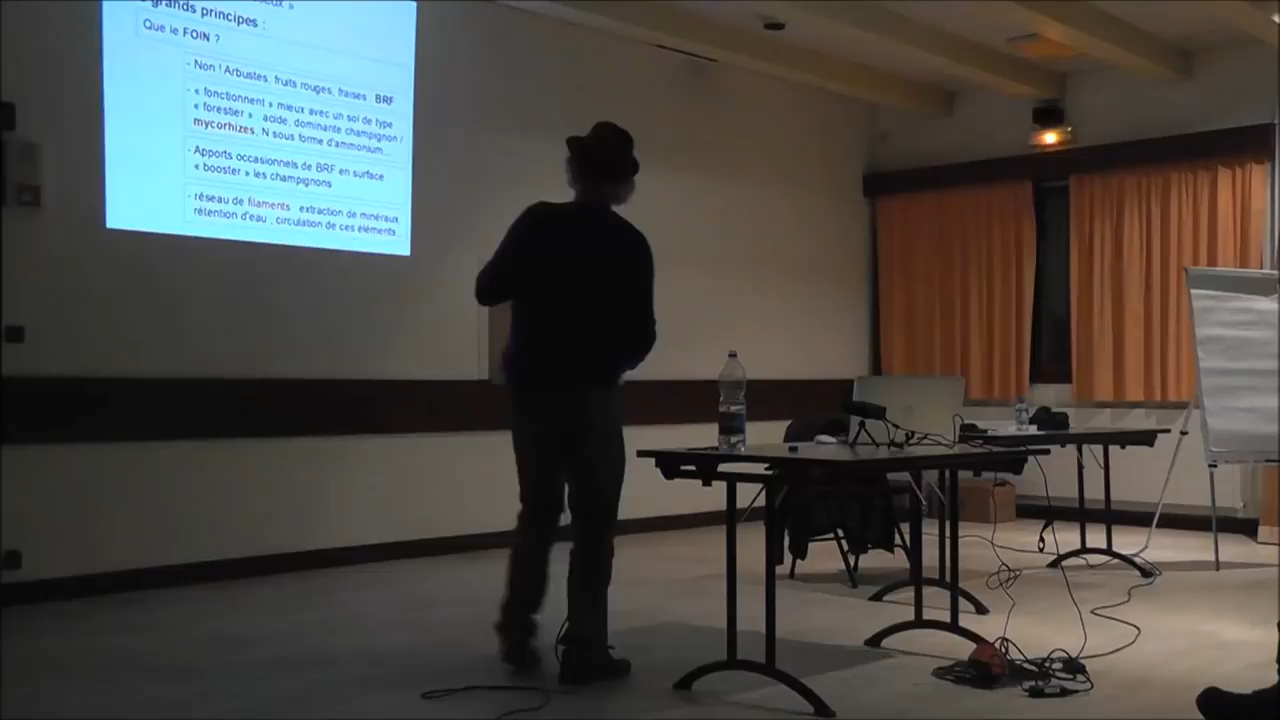 grands principes :
Que le FOIN ?
- Non ! Arbustes, fruits rouges, fraises : BRF
- « fonctionnent » mieux avec un sol de type
« forestier » : acide, dominante champignon /
mycorhizes, N sous forme d'ammonium...
- Apports occasionnels de BRF en surface
« booster » les champignons
- réseau de filaments : extraction de minéraux,
rétention d'eau , circulation de ces éléments...